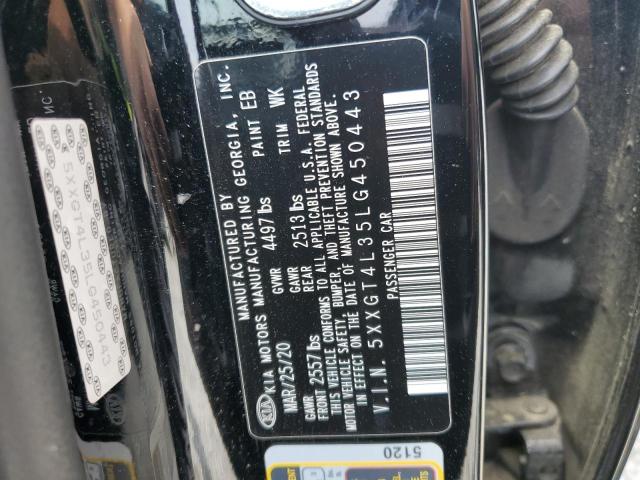 MANUFACTURED BY
KIA MOTORS MANUFACTURING GEORGIA, INC.
MAR/25/20 GVWR 4497 lbs PAINT EB
GAWR FRONT 2557 lbs GAWR REAR 2513 lbs TRIM WK
THIS VEHICLE CONFORMS TO ALL APPLICABLE U.S.A. FEDERAL
MOTOR VEHICLE SAFETY, BUMPER, AND THEFT PREVENTION STANDARDS
IN EFFECT ON THE DATE OF MANUFACTURE SHOWN ABOVE.
V.I.N. 5XXGT4L35LG450443
PASSENGER CAR
5XXGT4L35LG450443
5120